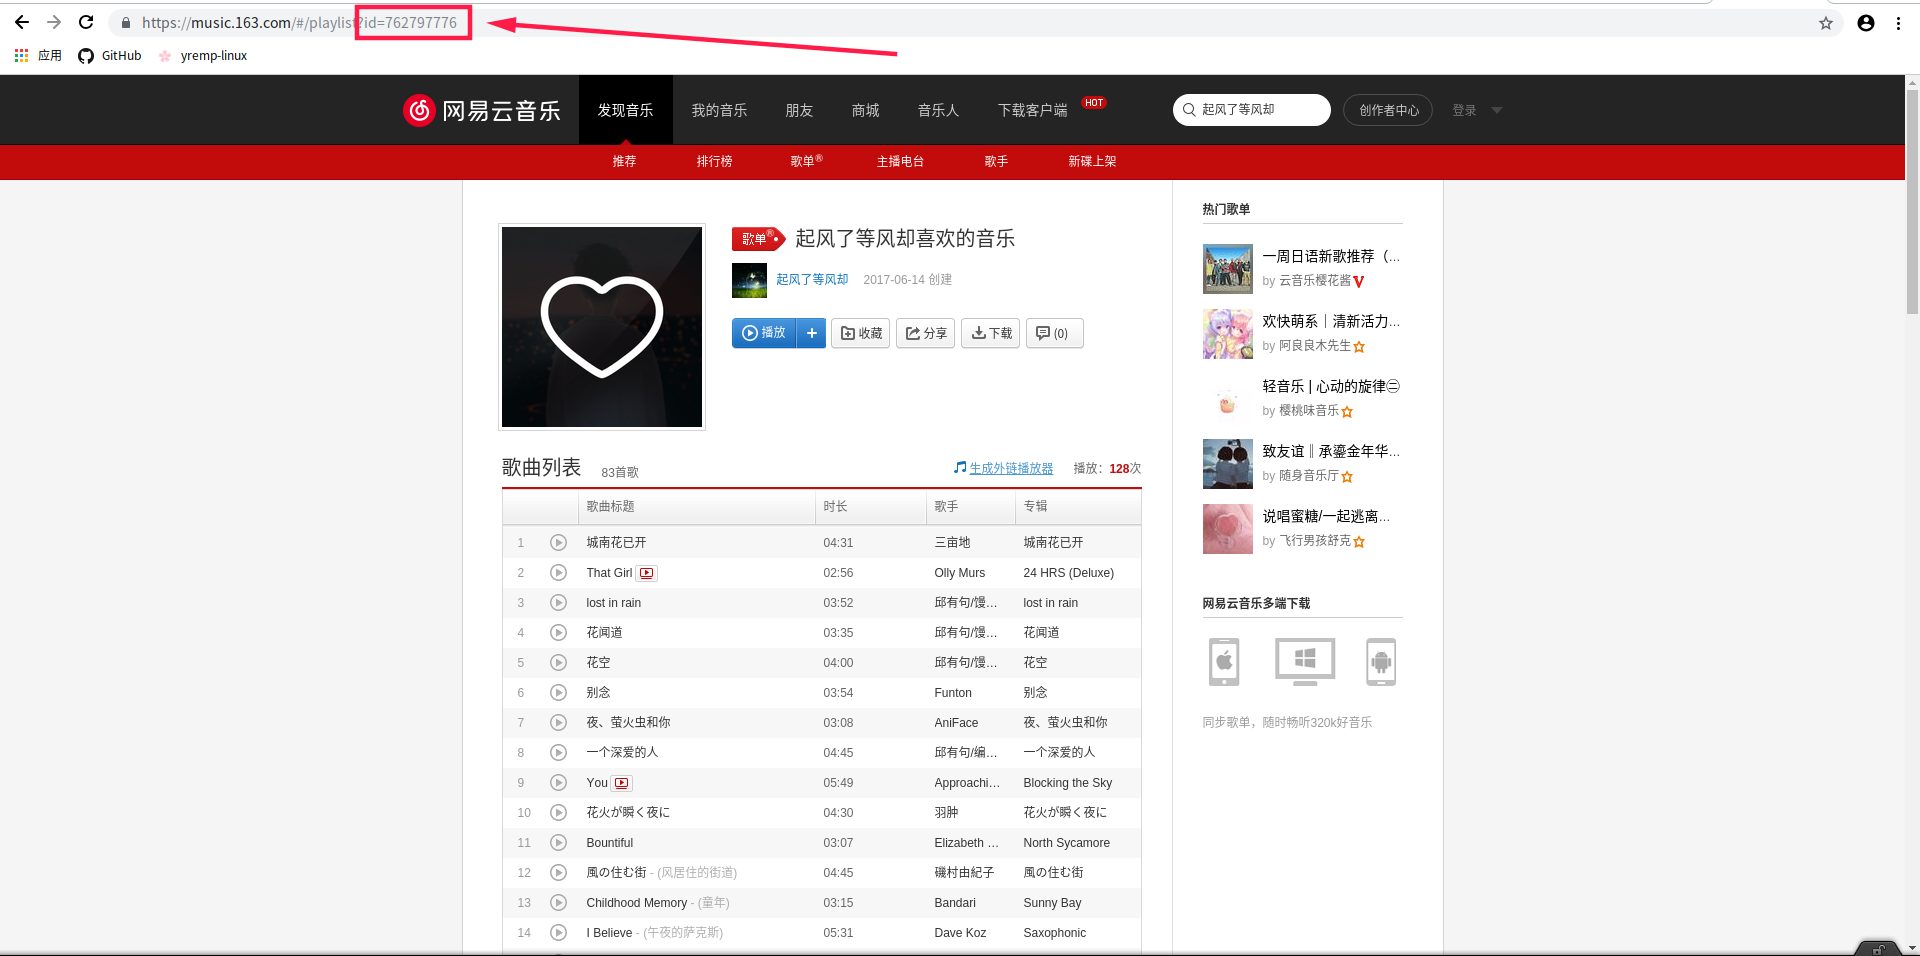 https://music.163.com/#/playlist?id=762797776
应用 GitHub yremp-linux
网易云音乐 发现音乐 我的音乐 朋友 商城 音乐人 下载客户端 HOT 起风了等风却 创作者中心 登录
推荐 排行榜 歌单® 主播电台 歌手 新碟上架
歌单® 起风了等风却喜欢的音乐
起风了等风却 2017-06-14 创建
播放 + 收藏 分享 下载 (0)
歌曲列表 83首歌 生成外链播放器 播放：128次
歌曲标题 时长 歌手 专辑
1 城南花已开 04:31 三亩地 城南花已开
2 That Girl 02:56 Olly Murs 24 HRS (Deluxe)
3 lost in rain 03:52 邱有句/馒... lost in rain
4 花闻道 03:35 邱有句/馒... 花闻道
5 花空 04:00 邱有句/馒... 花空
6 别念 03:54 Funton 别念
7 夜、萤火虫和你 03:08 AniFace 夜、萤火虫和你
8 一个深爱的人 04:45 邱有句/编... 一个深爱的人
9 You 05:49 Approachi... Blocking the Sky
10 花火が瞬く夜に 04:30 羽肿 花火が瞬く夜に
11 Bountiful 03:07 Elizabeth ... North Sycamore
12 風の住む街 - (风居住的街道) 04:45 磯村由紀子 風の住む街
13 Childhood Memory - (童年) 03:15 Bandari Sunny Bay
14 I Believe - (午夜的萨克斯) 05:31 Dave Koz Saxophonic
热门歌单
一周日语新歌推荐（...
by 云音乐樱花酱
欢快萌系｜清新活力...
by 阿良良木先生
轻音乐 | 心动的旋律㊁
by 樱桃味音乐
致友谊‖承鎏金年华...
by 随身音乐厅
说唱蜜糖/一起逃离...
by 飞行男孩舒克
网易云音乐多端下载
同步歌单，随时畅听320k好音乐